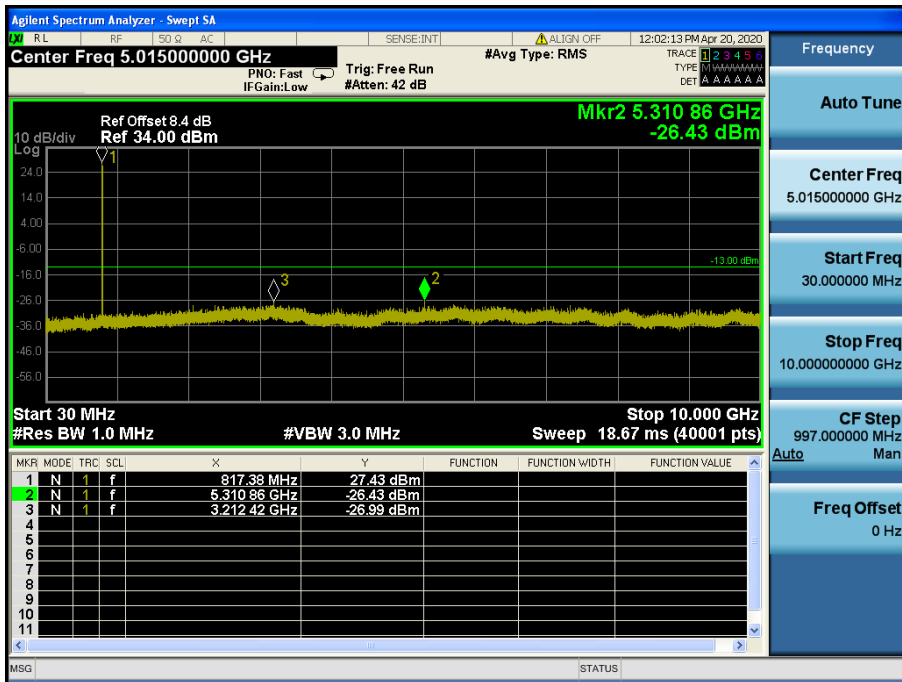 Agilent Spectrum Analyzer - Swept SA
LXI RL RF 50 Ω AC SENSE:INT ALIGN OFF 12:02:13 PM Apr 20, 2020
Center Freq 5.015000000 GHz
PNO: Fast
IFGain:Low
Trig: Free Run
#Atten: 42 dB
#Avg Type: RMS
TRACE 1 2 3 4 5 6
TYPE M WWWWW
DET A A A A A A
Frequency
Auto Tune
Center Freq
5.015000000 GHz
Start Freq
30.000000 MHz
Stop Freq
10.000000000 GHz
CF Step
997.000000 MHz
Auto Man
Freq Offset
0 Hz
Mkr2 5.310 86 GHz
-26.43 dBm
Ref Offset 8.4 dB
10 dB/div Ref 34.00 dBm
Log
1
24.0
14.0
4.00
-6.00
-13.00 dBm
-16.0
3
2
-26.0
-36.0
-46.0
-56.0
Start 30 MHz Stop 10.000 GHz
#Res BW 1.0 MHz #VBW 3.0 MHz Sweep 18.67 ms (40001 pts)
MKR MODE TRC SCL X Y FUNCTION FUNCTION WIDTH FUNCTION VALUE
1 N 1 f 817.38 MHz 27.43 dBm
2 N 1 f 5.310 86 GHz -26.43 dBm
3 N 1 f 3.212 42 GHz -26.99 dBm
4
5
6
7
8
9
10
11
MSG STATUS